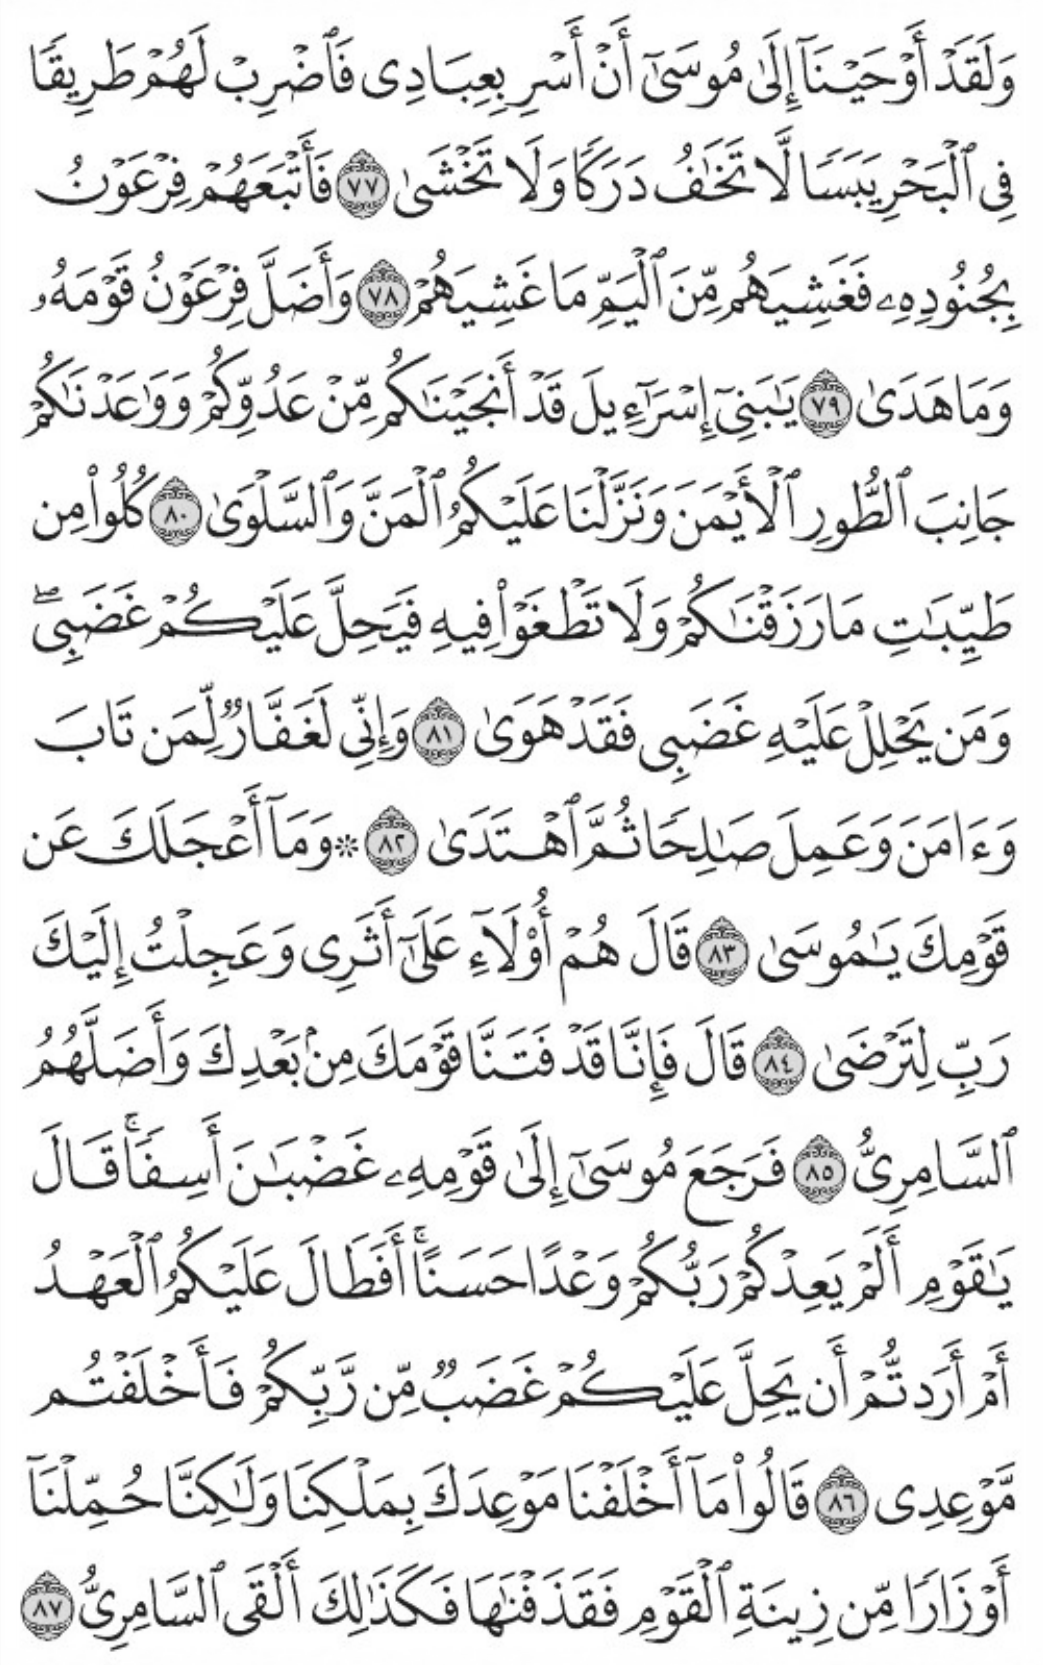 وَلَقَدْ أَوْحَيْنَآ إِلَىٰ مُوسَىٰٓ أَنْ أَسْرِ بِعِبَادِى فَٱضْرِبْ لَهُمْ طَرِيقًا
فِى ٱلْبَحْرِ يَبَسًا لَّا تَخَٰفُ دَرَكًا وَلَا تَخْشَىٰ ٧٧ فَأَتْبَعَهُمْ فِرْعَوْنُ
بِجُنُودِهِۦ فَغَشِيَهُم مِّنَ ٱلْيَمِّ مَا غَشِيَهُمْ ٧٨ وَأَضَلَّ فِرْعَوْنُ قَوْمَهُۥ
وَمَا هَدَىٰ ٧٩ يَٰبَنِىٓ إِسْرَٰٓءِيلَ قَدْ أَنجَيْنَٰكُم مِّنْ عَدُوِّكُمْ وَوَٰعَدْنَٰكُمْ
جَانِبَ ٱلطُّورِ ٱلْأَيْمَنَ وَنَزَّلْنَا عَلَيْكُمُ ٱلْمَنَّ وَٱلسَّلْوَىٰ ٨٠ كُلُوا۟ مِن
طَيِّبَٰتِ مَا رَزَقْنَٰكُمْ وَلَا تَطْغَوْا۟ فِيهِ فَيَحِلَّ عَلَيْكُمْ غَضَبِى ۖ
وَمَن يَحْلِلْ عَلَيْهِ غَضَبِى فَقَدْ هَوَىٰ ٨١ وَإِنِّى لَغَفَّارٌ لِّمَن تَابَ
وَءَامَنَ وَعَمِلَ صَٰلِحًا ثُمَّ ٱهْتَدَىٰ ٨٢ ۞ وَمَآ أَعْجَلَكَ عَن
قَوْمِكَ يَٰمُوسَىٰ ٨٣ قَالَ هُمْ أُو۟لَآءِ عَلَىٰٓ أَثَرِى وَعَجِلْتُ إِلَيْكَ
رَبِّ لِتَرْضَىٰ ٨٤ قَالَ فَإِنَّا قَدْ فَتَنَّا قَوْمَكَ مِنۢ بَعْدِكَ وَأَضَلَّهُمُ
ٱلسَّامِرِىُّ ٨٥ فَرَجَعَ مُوسَىٰٓ إِلَىٰ قَوْمِهِۦ غَضْبَٰنَ أَسِفًا ۚ قَالَ
يَٰقَوْمِ أَلَمْ يَعِدْكُمْ رَبُّكُمْ وَعْدًا حَسَنًا ۚ أَفَطَالَ عَلَيْكُمُ ٱلْعَهْدُ
أَمْ أَرَدتُّمْ أَن يَحِلَّ عَلَيْكُمْ غَضَبٌ مِّن رَّبِّكُمْ فَأَخْلَفْتُم
مَّوْعِدِى ٨٦ قَالُوا۟ مَآ أَخْلَفْنَا مَوْعِدَكَ بِمَلْكِنَا وَلَٰكِنَّا حُمِّلْنَآ
أَوْزَارًا مِّن زِينَةِ ٱلْقَوْمِ فَقَذَفْنَٰهَا فَكَذَٰلِكَ أَلْقَى ٱلسَّامِرِىُّ ٨٧